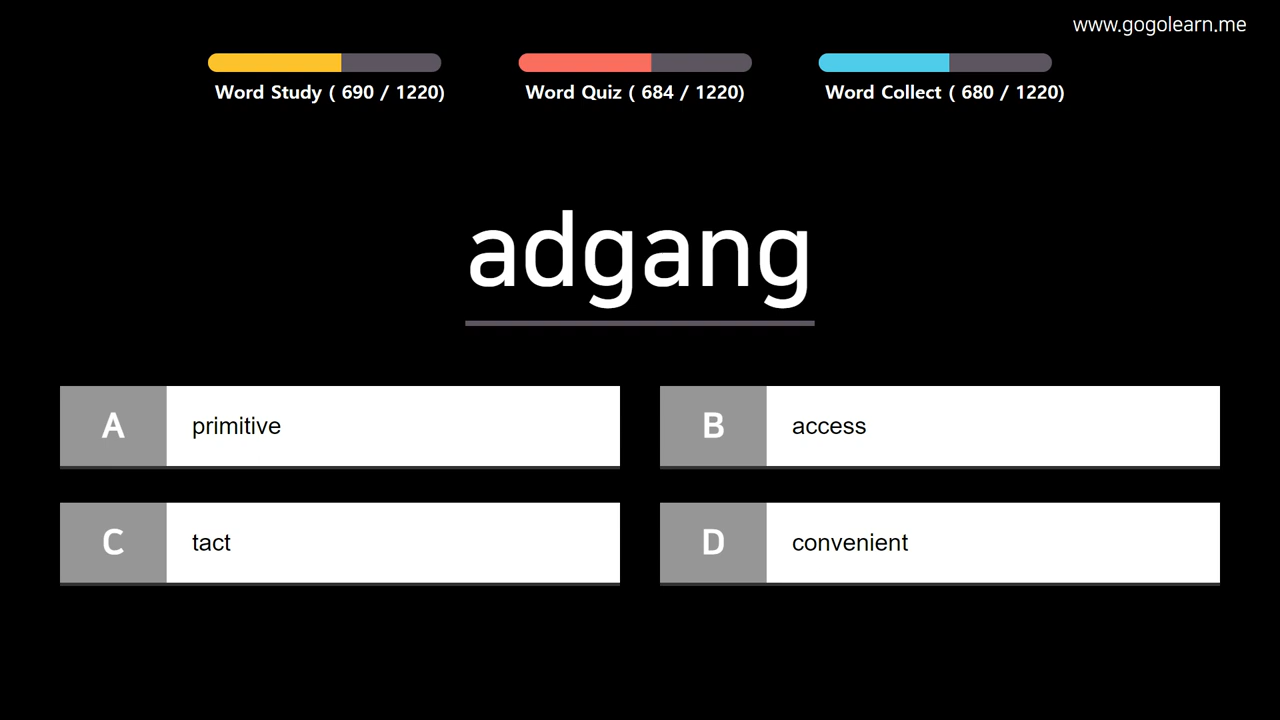 www.gogolearn.me
Word Study ( 690 / 1220)
Word Quiz ( 684 / 1220)
Word Collect ( 680 / 1220)
adgang
A primitive
B access
C tact
D convenient